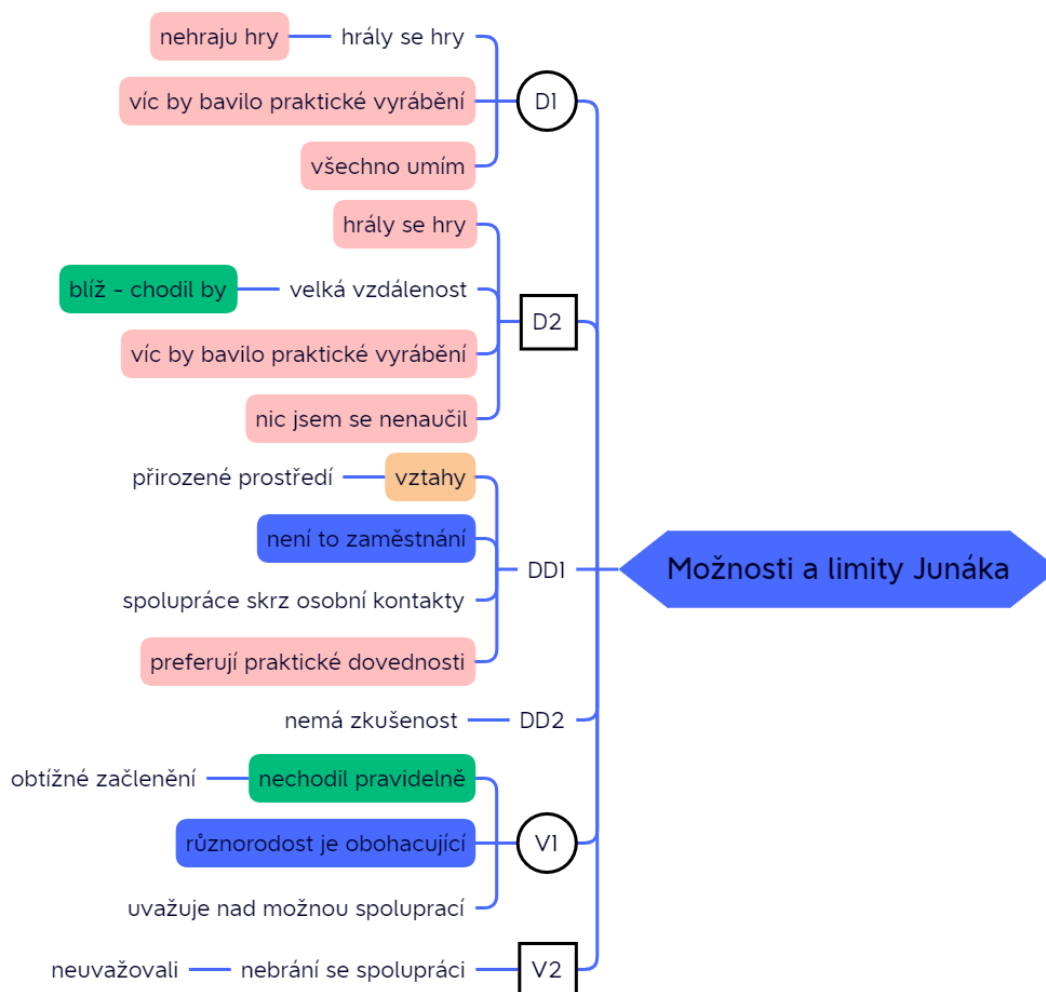 nehraju hry
hrály se hry
víc by bavilo praktické vyrábění
D1
všechno umím
hrály se hry
blíž - chodil by
velká vzdálenost
D2
víc by bavilo praktické vyrábění
nic jsem se nenaučil
přirozené prostředí
vztahy
není to zaměstnání
DD1
Možnosti a limity Junáka
spolupráce skrz osobní kontakty
preferují praktické dovednosti
nemá zkušenost
DD2
obtížné začlenění
nechodil pravidelně
různorodost je obohacující
V1
uvažuje nad možnou spoluprací
neuvažovali
nebrání se spolupráci
V2